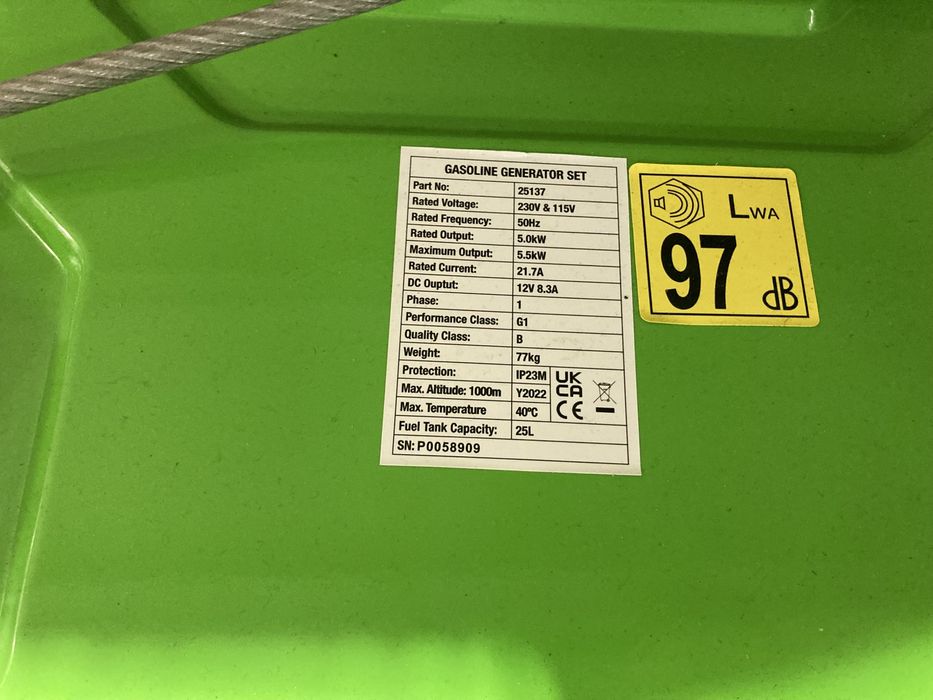 GASOLINE GENERATOR SET
Part No: 25137
Rated Voltage: 230V & 115V
Rated Frequency: 50Hz
Rated Output: 5.0kW
Maximum Output: 5.5kW
Rated Current: 21.7A
DC Ouptut: 12V 8.3A
Phase: 1
Performance Class: G1
Quality Class: B
Weight: 77kg
Protection: IP23M
Max. Altitude: 1000m Y2022
Max. Temperature 40ºC
Fuel Tank Capacity: 25L
SN: P0058909
UK
CA
CE
LWA
97
dB